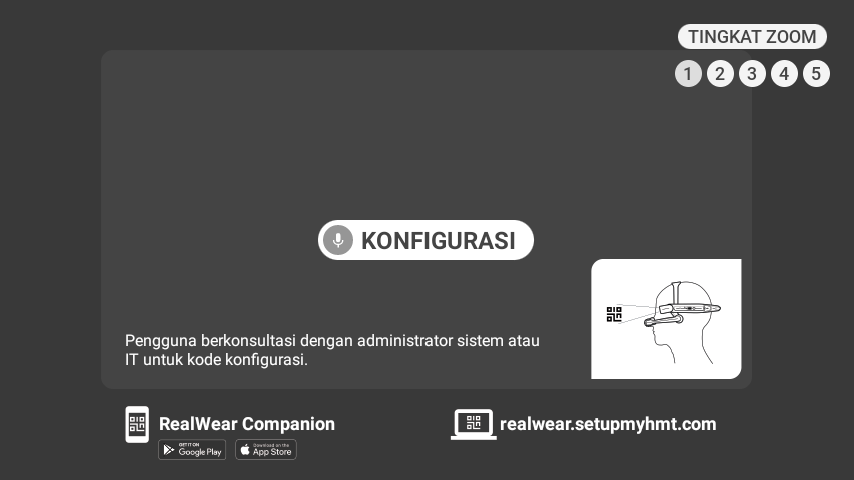 TINGKAT ZOOM
1 2 3 4 5
KONFIGURASI
Pengguna berkonsultasi dengan administrator sistem atau
IT untuk kode konfigurasi.
RealWear Companion
GET IT ON
Google Play
Download on the
App Store
realwear.setupmyhmt.com